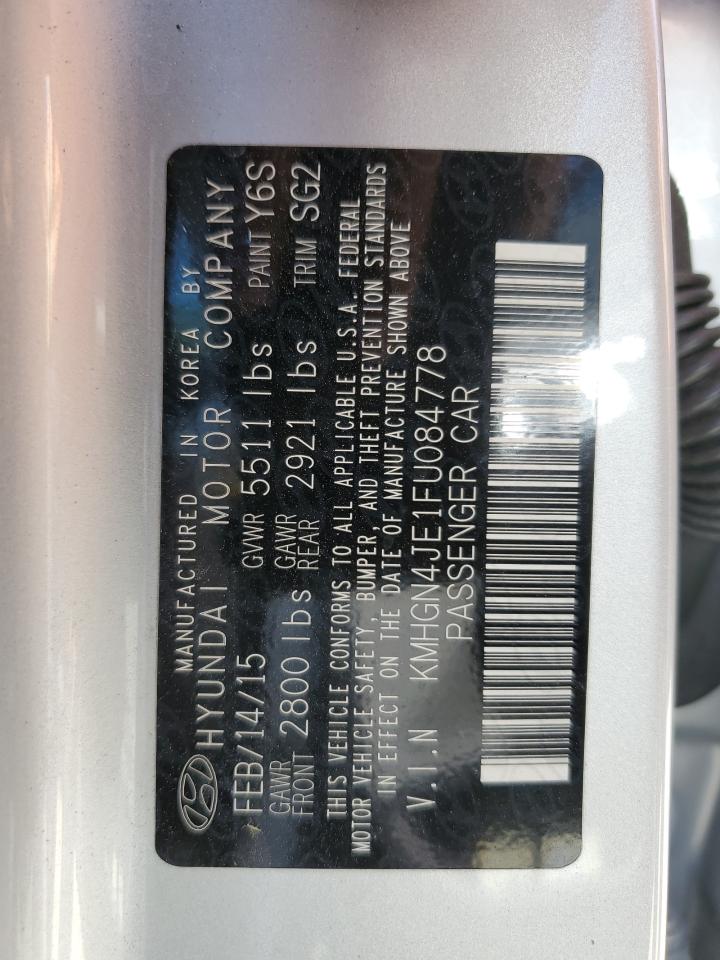 MANUFACTURED IN KOREA BY
HYUNDAI MOTOR COMPANY
FEB/14/15 GVWR 5511 lbs PAINT Y6S
GAWR FRONT 2800 lbs GAWR REAR 2921 lbs TRIM SG2
THIS VEHICLE CONFORMS TO ALL APPLICABLE U.S.A. FEDERAL
MOTOR VEHICLE SAFETY, BUMPER, AND THEFT PREVENTION STANDARDS
IN EFFECT ON THE DATE OF MANUFACTURE SHOWN ABOVE
V.I.N KMHGN4JE1FU084778
PASSENGER CAR